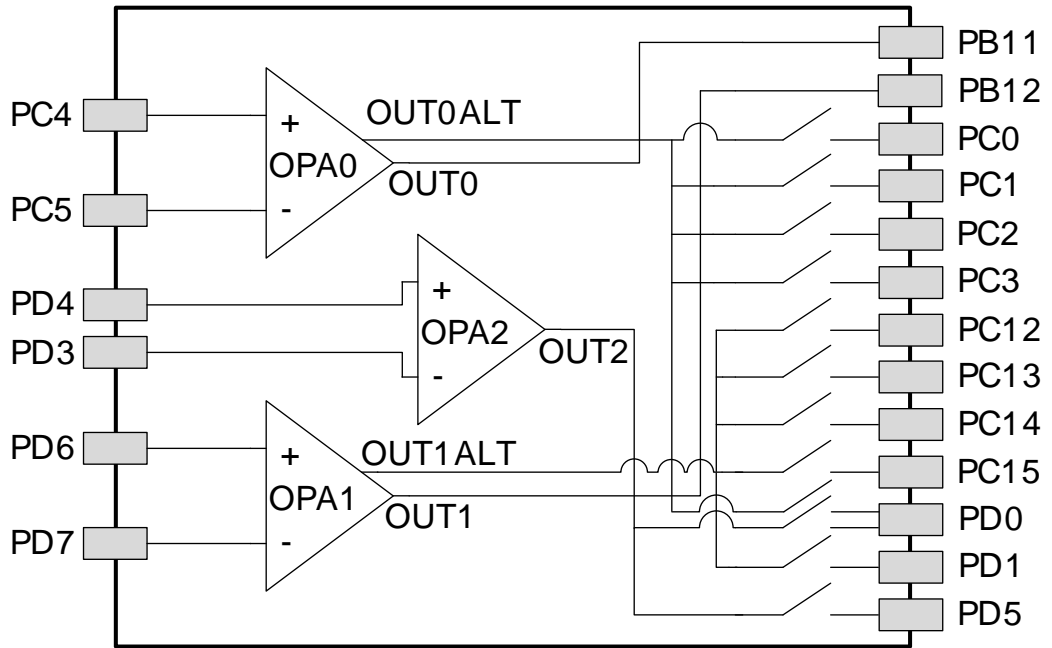 PB11
PB12
PC4
+
OUT0ALT
PC0
OPA0
OUT0
PC1
PC5
-
PC2
PC3
PD4
+
OPA2
PC12
PD3
OUT2
-
PC13
PC14
PD6
+
OUT1ALT
PC15
OPA1
OUT1
PD0
PD7
-
PD1
PD5